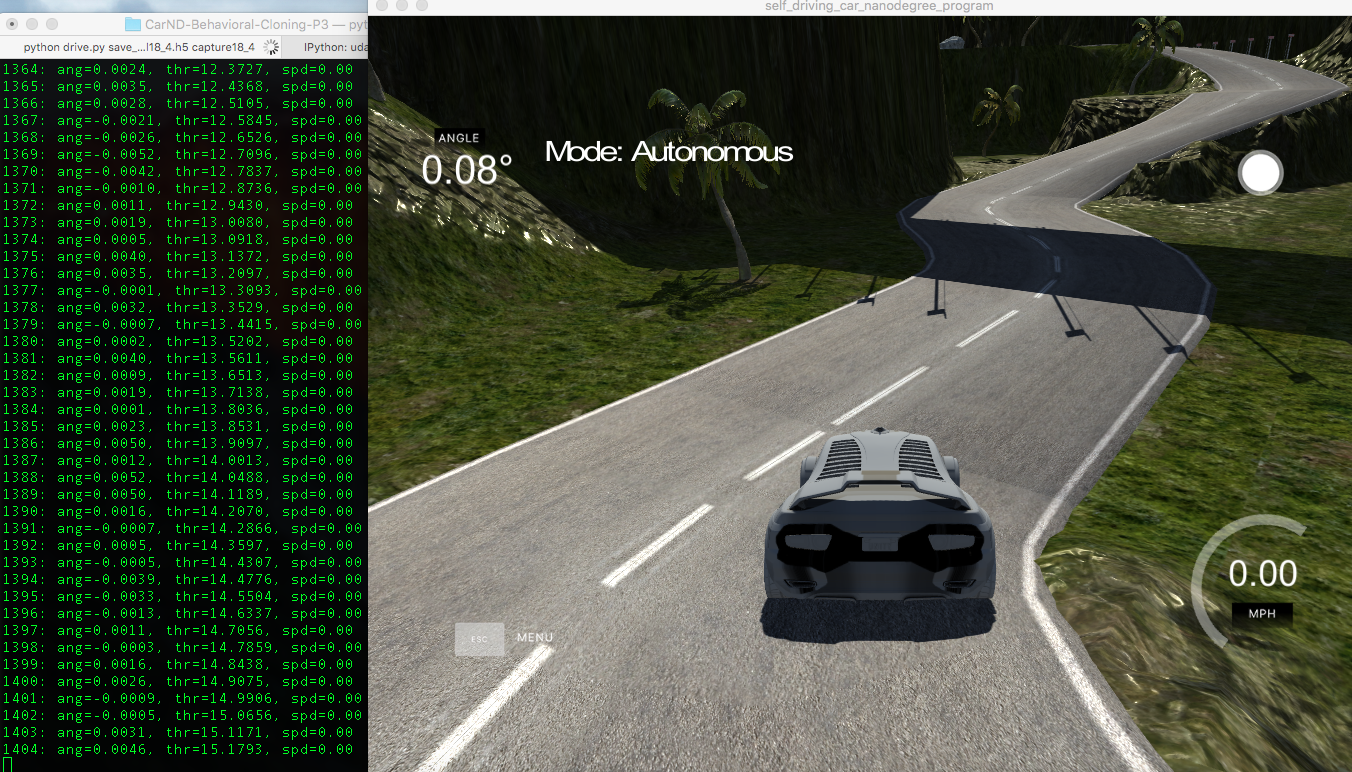 self_driving_car_nanodegree_program
CarND-Behavioral-Cloning-P3 — pyt
python drive.py save_...l18_4.h5 capture18_4
IPython: uda
1364: ang=0.0024, thr=12.3727, spd=0.00
1365: ang=0.0035, thr=12.4368, spd=0.00
1366: ang=0.0028, thr=12.5105, spd=0.00
1367: ang=-0.0021, thr=12.5845, spd=0.00
1368: ang=-0.0026, thr=12.6526, spd=0.00
1369: ang=-0.0052, thr=12.7096, spd=0.00
1370: ang=-0.0042, thr=12.7837, spd=0.00
1371: ang=-0.0010, thr=12.8736, spd=0.00
1372: ang=0.0011, thr=12.9430, spd=0.00
1373: ang=0.0019, thr=13.0080, spd=0.00
1374: ang=0.0005, thr=13.0918, spd=0.00
1375: ang=0.0040, thr=13.1372, spd=0.00
1376: ang=0.0035, thr=13.2097, spd=0.00
1377: ang=-0.0001, thr=13.3093, spd=0.00
1378: ang=0.0032, thr=13.3529, spd=0.00
1379: ang=-0.0007, thr=13.4415, spd=0.00
1380: ang=0.0002, thr=13.5202, spd=0.00
1381: ang=0.0040, thr=13.5611, spd=0.00
1382: ang=0.0009, thr=13.6513, spd=0.00
1383: ang=0.0019, thr=13.7138, spd=0.00
1384: ang=0.0001, thr=13.8036, spd=0.00
1385: ang=0.0023, thr=13.8531, spd=0.00
1386: ang=0.0050, thr=13.9097, spd=0.00
1387: ang=0.0012, thr=14.0013, spd=0.00
1388: ang=0.0052, thr=14.0488, spd=0.00
1389: ang=0.0050, thr=14.1189, spd=0.00
1390: ang=0.0016, thr=14.2070, spd=0.00
1391: ang=-0.0007, thr=14.2866, spd=0.00
1392: ang=0.0005, thr=14.3597, spd=0.00
1393: ang=-0.0005, thr=14.4307, spd=0.00
1394: ang=-0.0039, thr=14.4776, spd=0.00
1395: ang=-0.0033, thr=14.5504, spd=0.00
1396: ang=-0.0013, thr=14.6337, spd=0.00
1397: ang=0.0011, thr=14.7056, spd=0.00
1398: ang=-0.0003, thr=14.7859, spd=0.00
1399: ang=0.0016, thr=14.8438, spd=0.00
1400: ang=0.0026, thr=14.9075, spd=0.00
1401: ang=-0.0009, thr=14.9906, spd=0.00
1402: ang=-0.0005, thr=15.0656, spd=0.00
1403: ang=0.0031, thr=15.1171, spd=0.00
1404: ang=0.0046, thr=15.1793, spd=0.00
ANGLE
0.08°
Mode: Autonomous
0.00
MPH
ESC
MENU